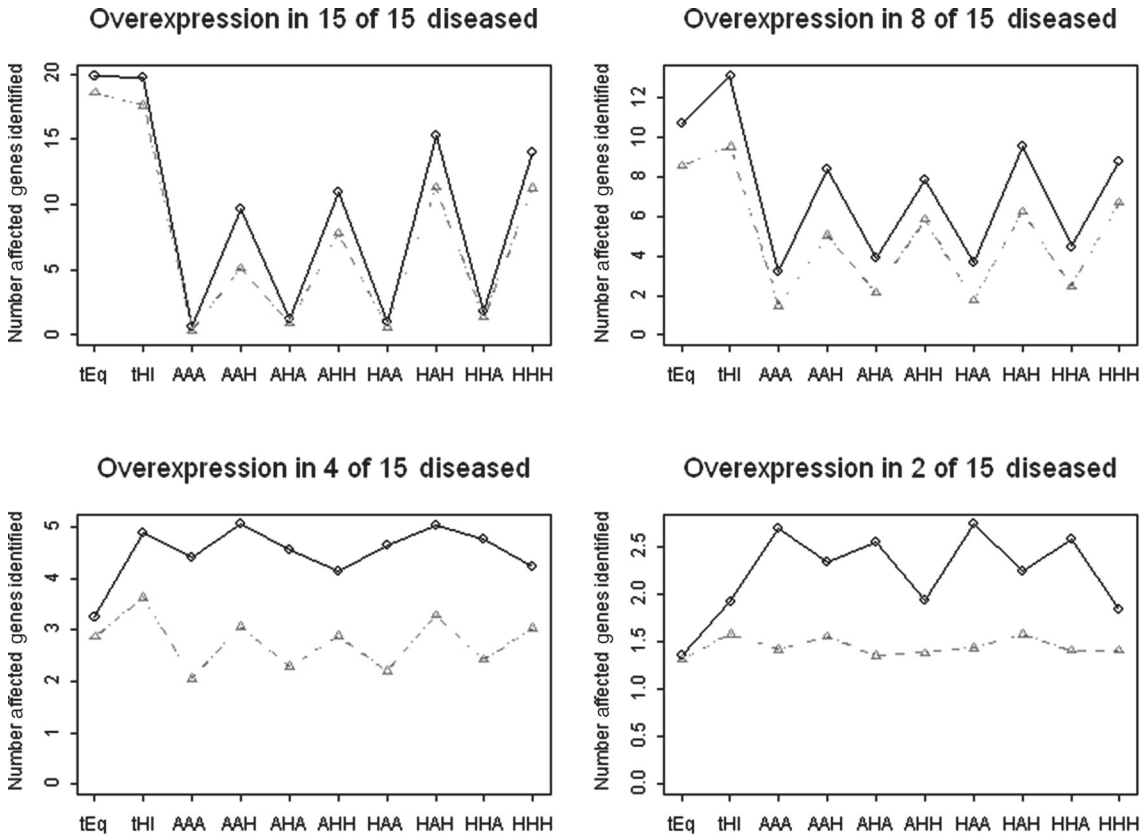 Overexpression in 15 of 15 diseased
Number affected genes identified
20
15
10
5
0
tEq tHI AAA AAH AHA AHH HAA HAH HHA HHH
Overexpression in 8 of 15 diseased
Number affected genes identified
12
10
8
6
4
2
0
tEq tHI AAA AAH AHA AHH HAA HAH HHA HHH
Overexpression in 4 of 15 diseased
Number affected genes identified
5
4
3
2
1
0
tEq tHI AAA AAH AHA AHH HAA HAH HHA HHH
Overexpression in 2 of 15 diseased
Number affected genes identified
2.5
2.0
1.5
1.0
0.0
tEq tHI AAA AAH AHA AHH HAA HAH HHA HHH